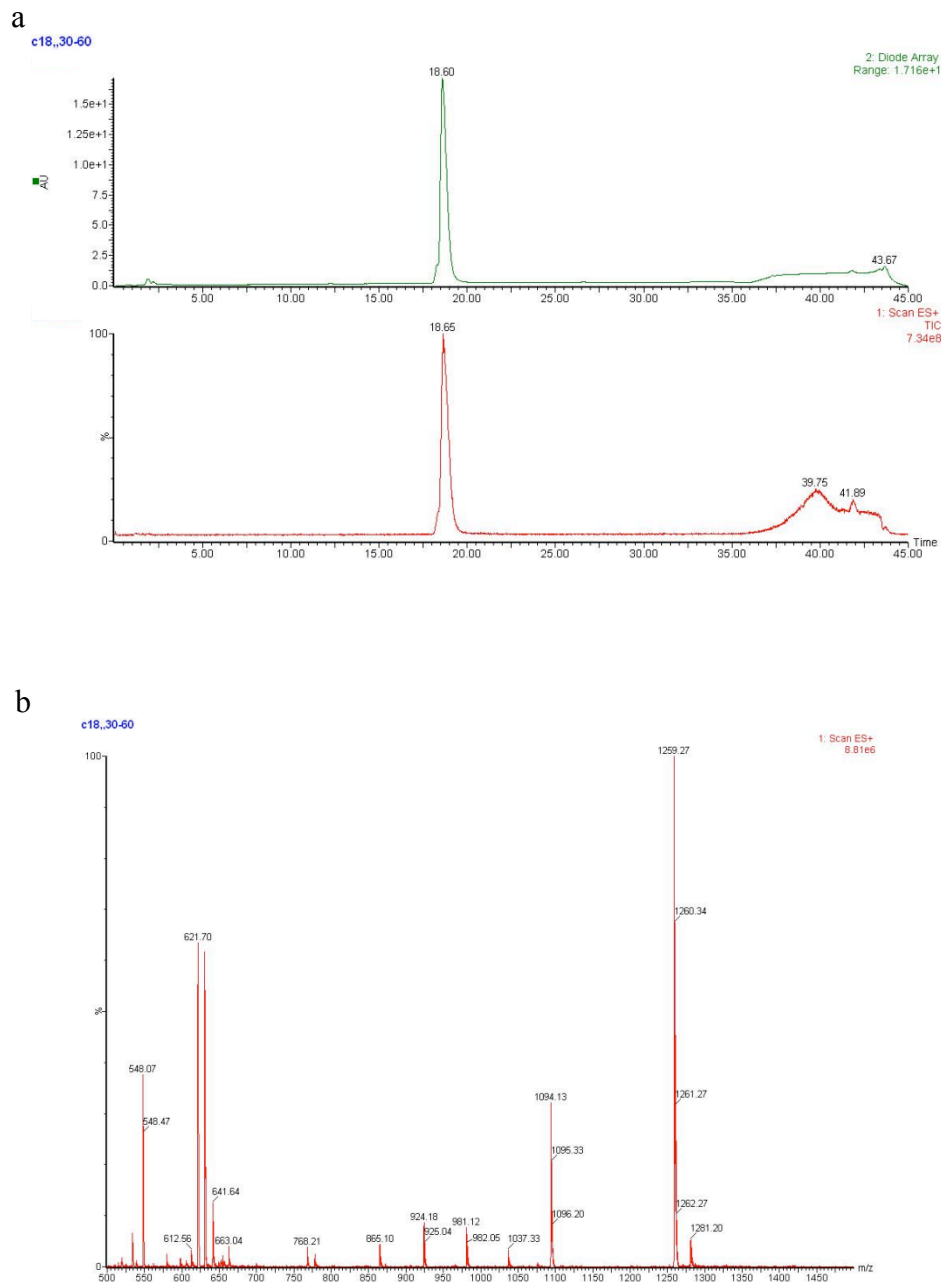 a
c18,,30-60
2: Diode Array
Range: 1.716e+1
18.60
1.5e+1
1.25e+1
1.0e+1
7.5
5.0
2.5
0.0
AU
43.67
5.00 10.00 15.00 20.00 25.00 30.00 35.00 40.00 45.00
1: Scan ES+
TIC
7.34e8
18.65
100
%
0
39.75
41.89
5.00 10.00 15.00 20.00 25.00 30.00 35.00 40.00 45.00
Time
b
c18,,30-60
1: Scan ES+
8.81e6
100
%
0
1259.27
1260.34
621.70
548.07
548.47
1261.27
1094.13
1095.33
1096.20
1262.27
641.64
612.56
663.04
768.21
865.10
924.18
925.04
981.12
982.05
1037.33
1281.20
500 550 600 650 700 750 800 850 900 950 1000 1050 1100 1150 1200 1250 1300 1350 1400
m/z